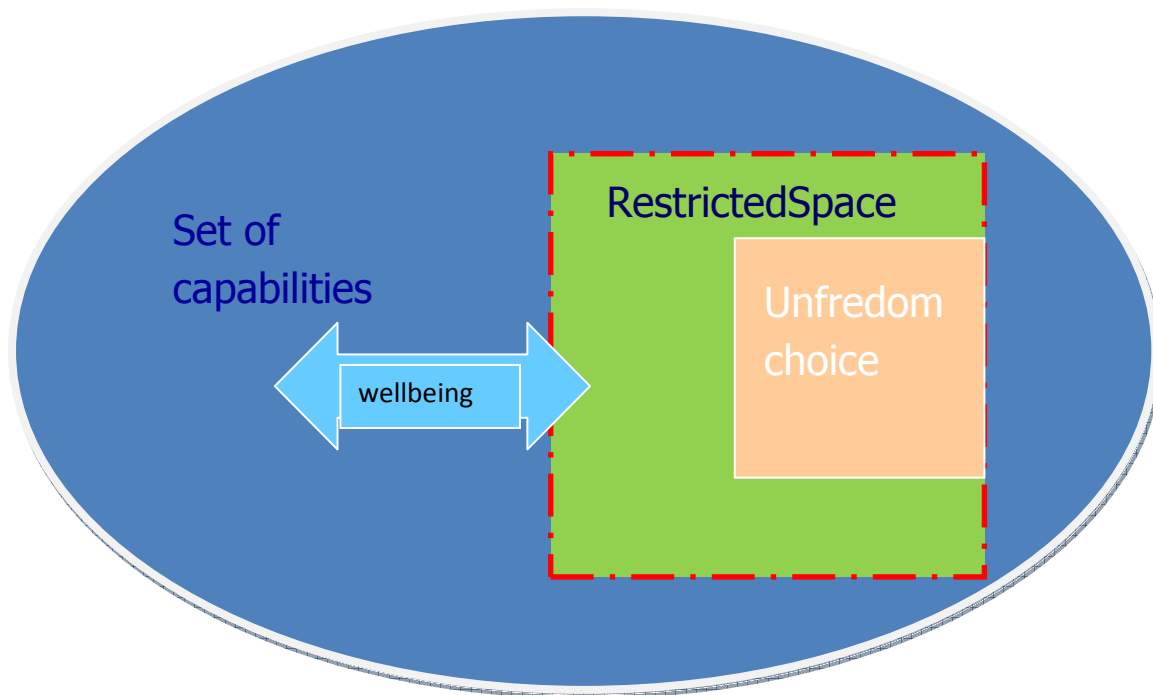 RestrictedSpace
Set of
capabilities
Unfredom
choice
wellbeing